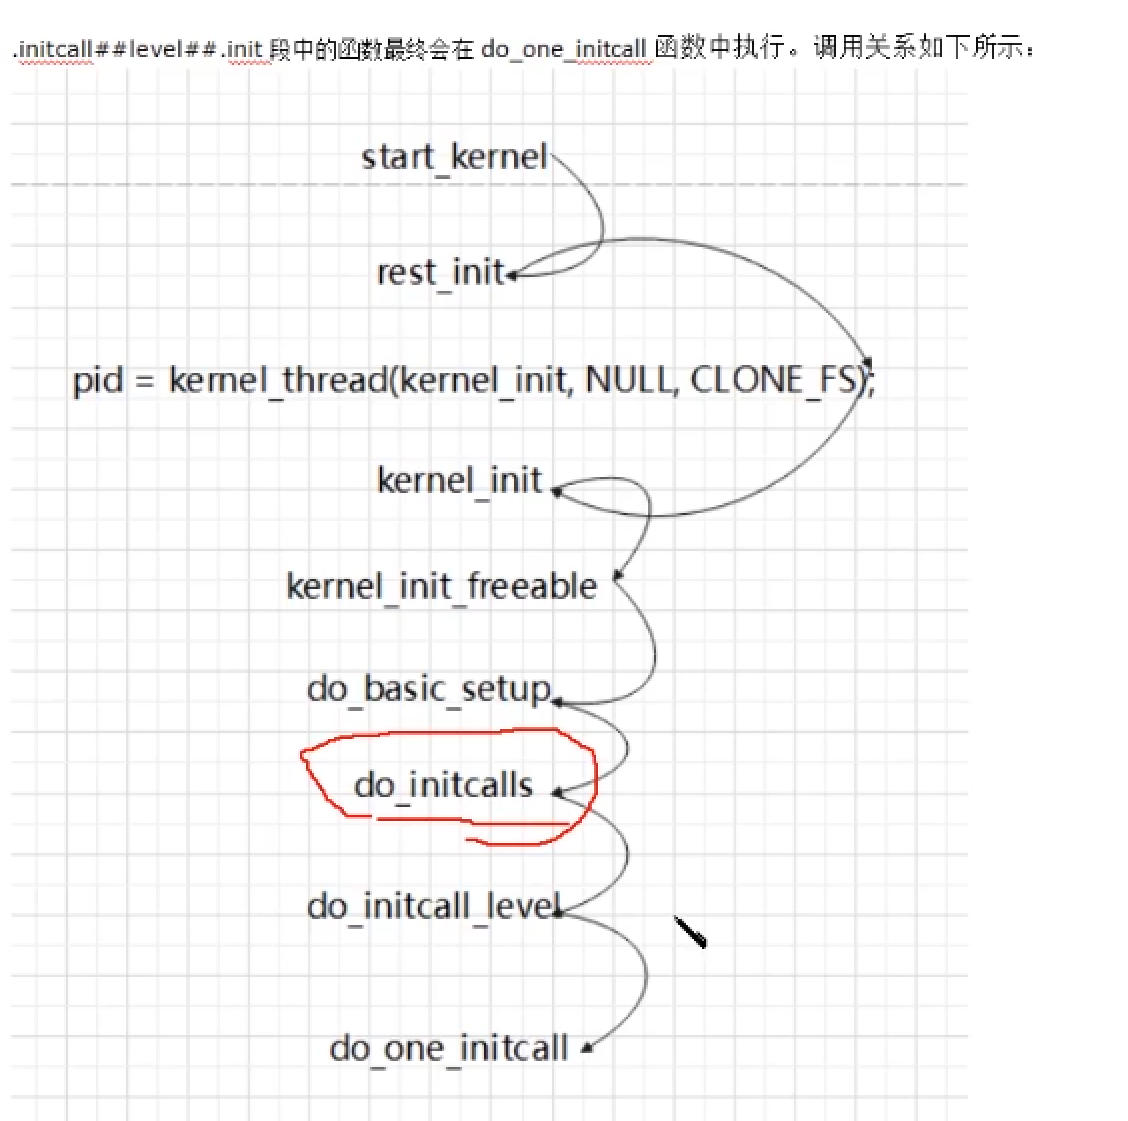 .initcall##level##.init 段中的函数最终会在 do_one_initcall 函数中执行。调用关系如下所示：
start_kernel
rest_init
pid = kernel_thread(kernel_init, NULL, CLONE_FS);
kernel_init
kernel_init_freeable
do_basic_setup
do_initcalls
do_initcall_level
do_one_initcall